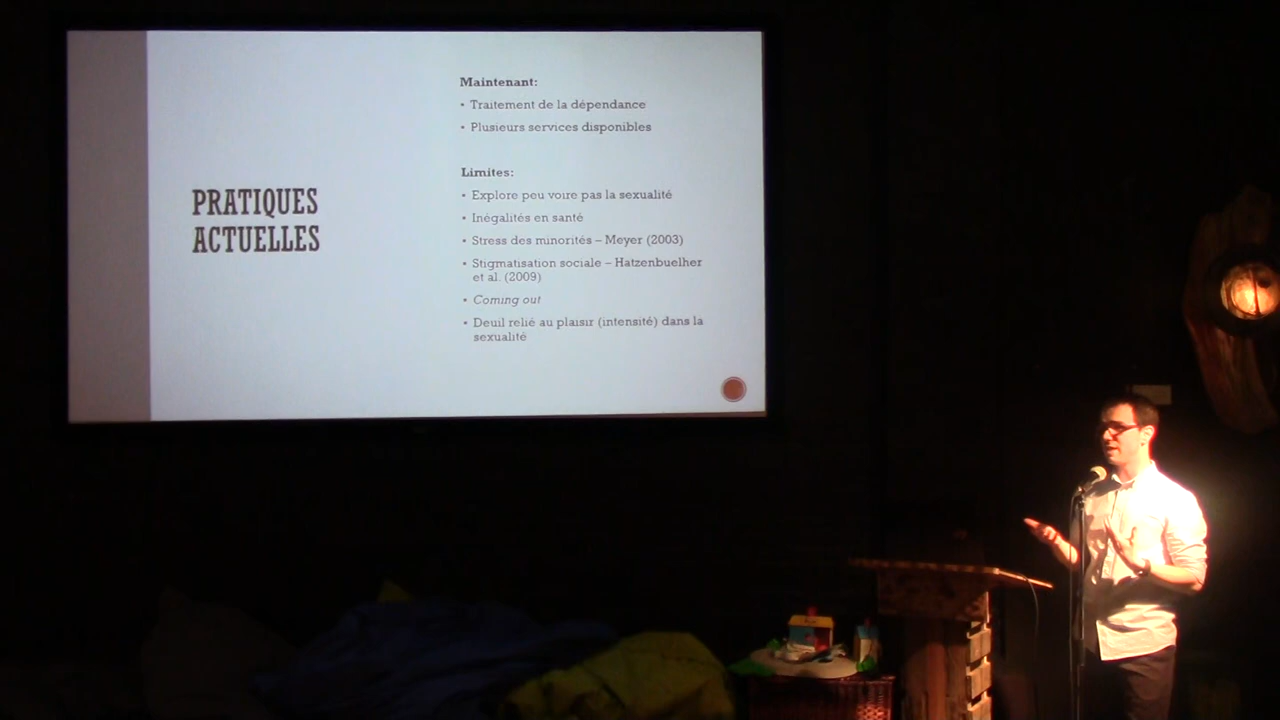 PRATIQUES
ACTUELLES
Maintenant:
• Traitement de la dépendance
• Plusieurs services disponibles
Limites:
• Explore peu voire pas la sexualité
• Inégalités en santé
• Stress des minorités – Meyer (2003)
• Stigmatisation sociale – Hatzenbuelher
et al. (2009)
• Coming out
• Deuil relié au plaisir (intensité) dans la
sexualité